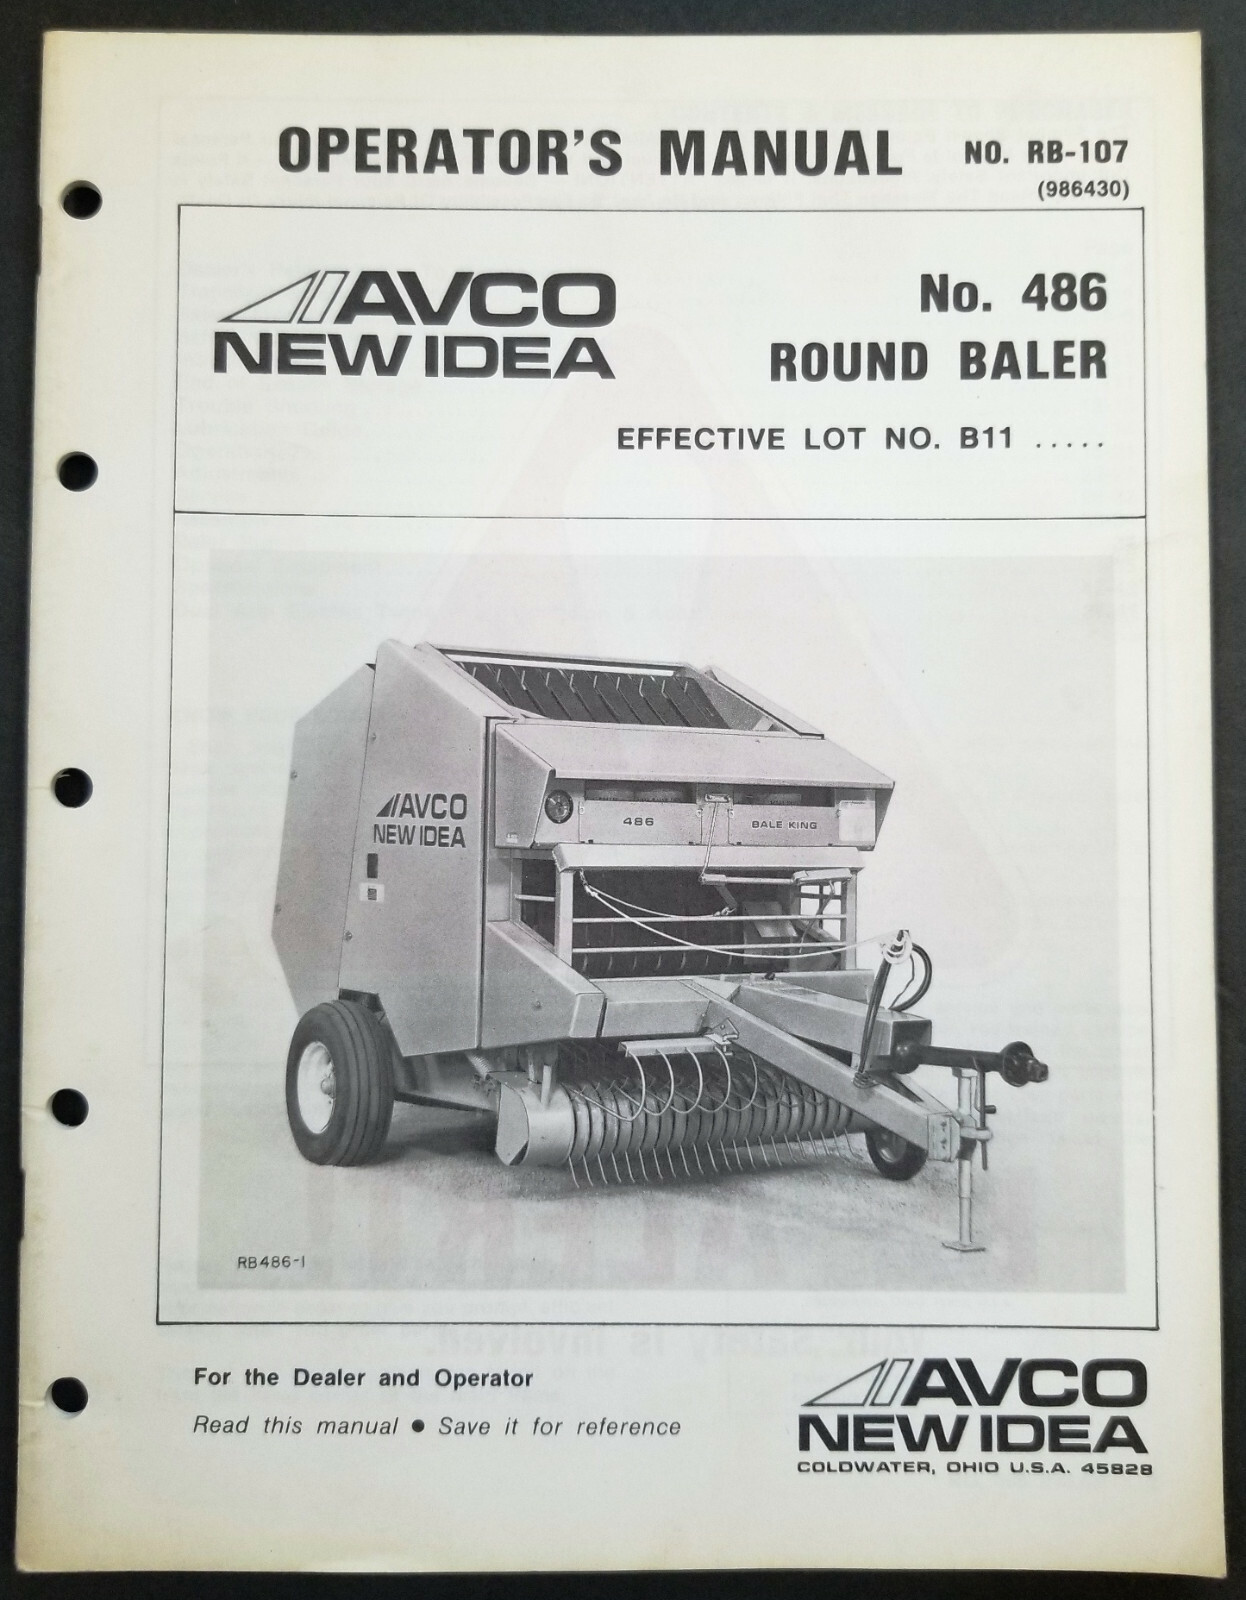 OPERATOR'S MANUAL NO. RB-107
(986430)
AVCO
NEW IDEA
No. 486
ROUND BALER
EFFECTIVE LOT NO. B11 .....
486
BALE KING
AVCO
NEW IDEA
RB486-1
For the Dealer and Operator
Read this manual ● Save it for reference
AVCO
NEW IDEA
COLDWATER, OHIO U.S.A. 45828